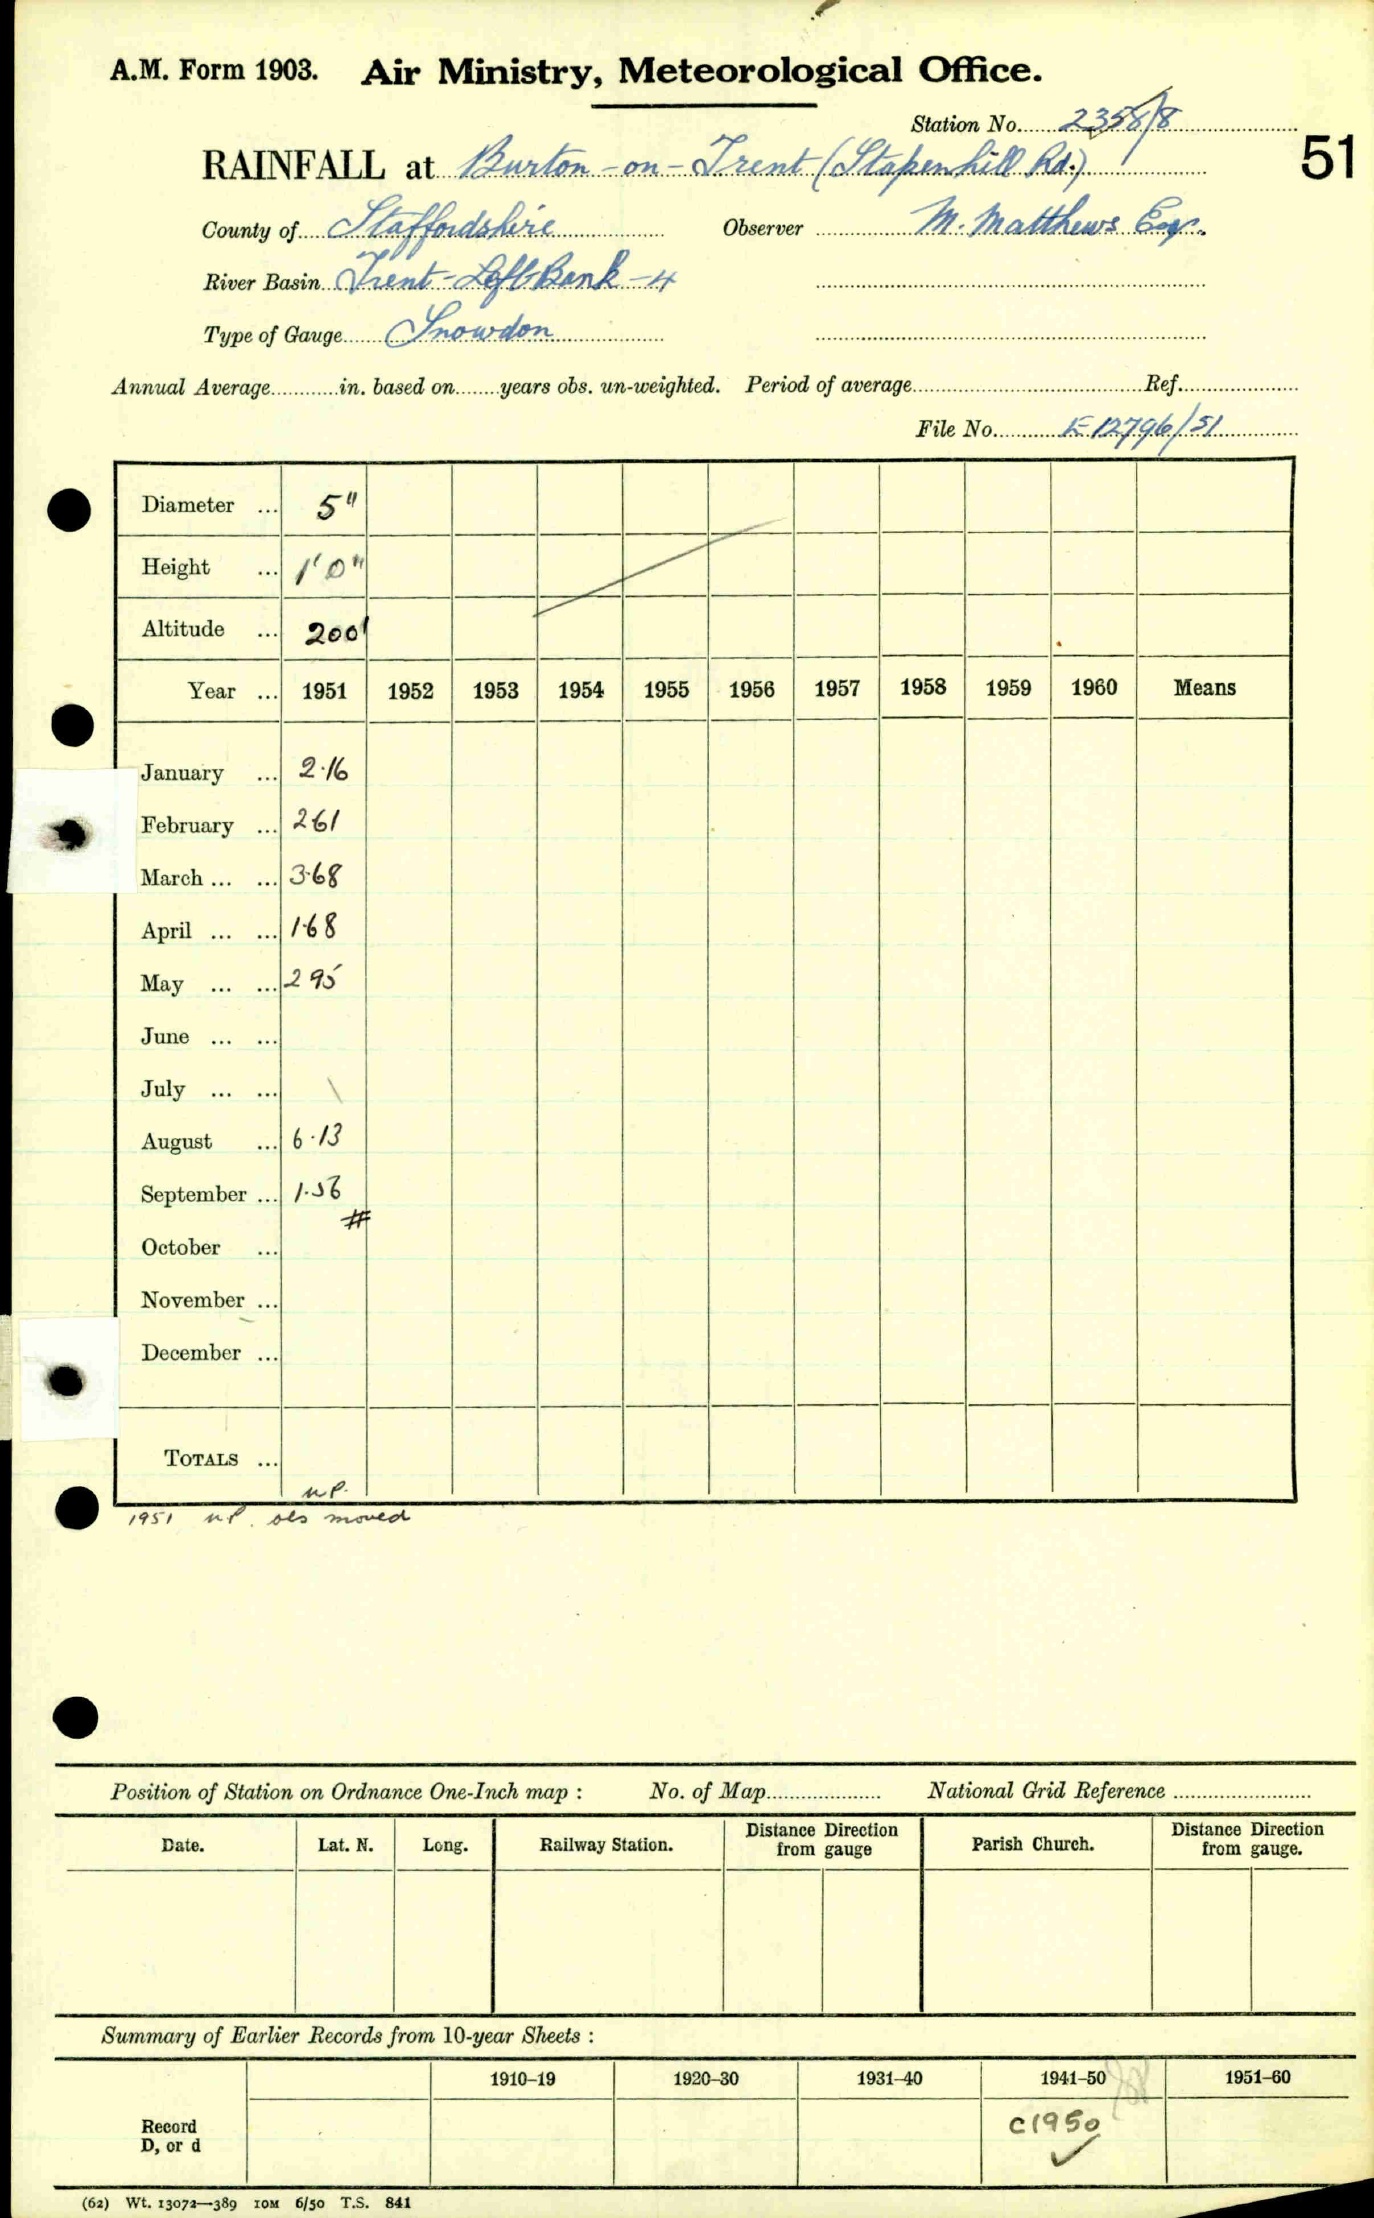 A.M. Form 1903. Air Ministry, Meteorological Office.
Station No. 2358/8
RAINFALL at Burton-on-Trent (Stapenhill Rd.)
51
County of Staffordshire Observer M. Matthews Esq.
River Basin Trent-Left Bank-4
Type of Gauge Snowdon
Annual Average............in. based on.......years obs. un-weighted. Period of average.......... Ref..........
File No. E 12796/51
Diameter ... 5"
Height ... 1'0"
Altitude ... 200'
Year ... 1951 1952 1953 1954 1955 1956 1957 1958 1959 1960 Means
January ... 2·16
February ... 2 61
March ... ... 3·68
April ... ... 1·68
May ... ... 2 95
June ... ...
July ... ... \
August ... 6·13
September ... 1·56
#
October ...
November ...
December ...
TOTALS ...
n.P.
1951 n.P. obs moved
Position of Station on Ordnance One-Inch map : No. of Map.......... National Grid Reference ..........
Date. Lat. N. Long. Railway Station. Distance Direction from gauge Parish Church. Distance Direction from gauge.
Summary of Earlier Records from 10-year Sheets :
1910–19 1920–30 1931–40 1941–50 1951–60
Record
D, or d
C1950 ✓
(62) Wt. 13072—389 10M 6/50 T.S. 841